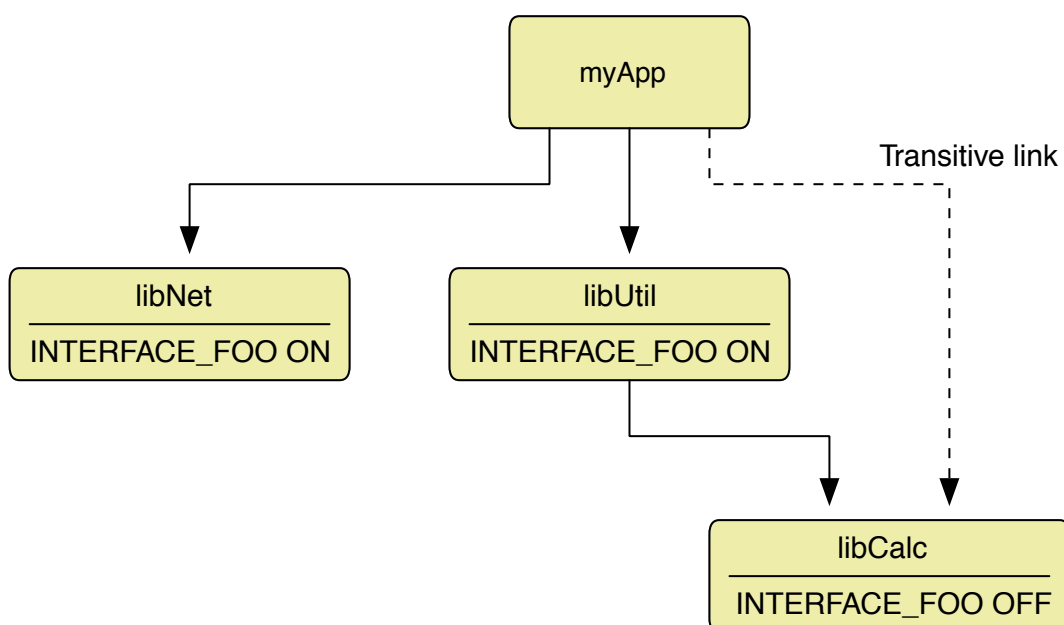 myApp
Transitive link
libNet
INTERFACE_FOO ON
libUtil
INTERFACE_FOO ON
libCalc
INTERFACE_FOO OFF